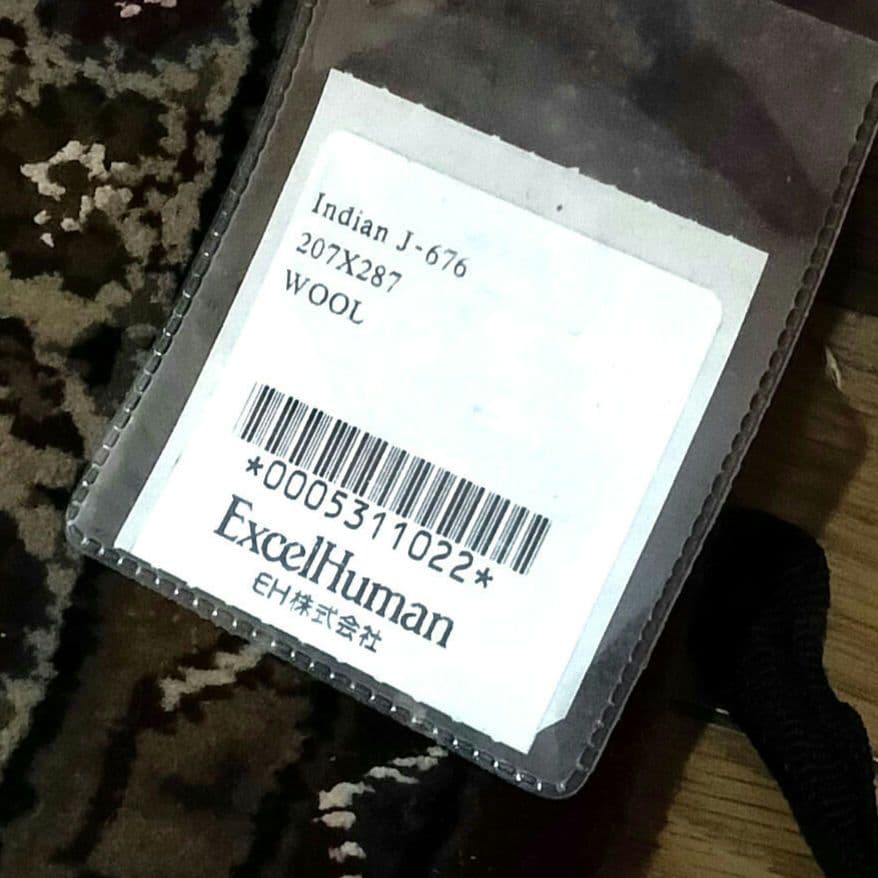 Indian J-676
207X287
WOOL
*0005311022*
ExcelHuman
EH株式会社